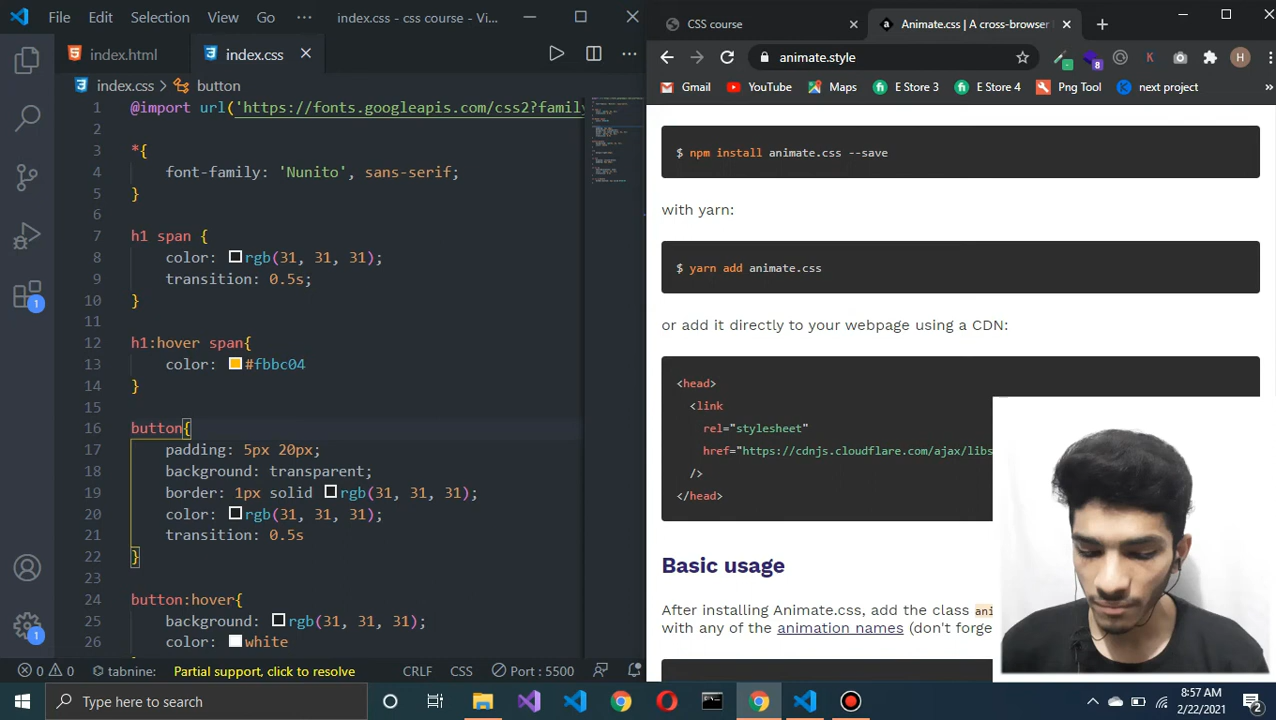 File Edit Selection View Go ··· index.css - css course - Vi...
index.html index.css
index.css > button
1 @import url('https://fonts.googleapis.com/css2?family
2
3 *{
4 font-family: 'Nunito', sans-serif;
5 }
6
7 h1 span {
8 color: rgb(31, 31, 31);
9 transition: 0.5s;
10 }
11
12 h1:hover span{
13 color: #fbbc04
14 }
15
16 button{
17 padding: 5px 20px;
18 background: transparent;
19 border: 1px solid rgb(31, 31, 31);
20 color: rgb(31, 31, 31);
21 transition: 0.5s
22 }
23
24 button:hover{
25 background: rgb(31, 31, 31);
26 color: white
1
1
0 0 tabnine: Partial support, click to resolve CRLF CSS Port : 5500
CSS course Animate.css | A cross-browser
animate.style
8 K H
Gmail YouTube Maps E Store 3 E Store 4 Png Tool next project »
$ npm install animate.css --save
with yarn:
$ yarn add animate.css
or add it directly to your webpage using a CDN:
<head>
<link
rel="stylesheet"
href="https://cdnjs.cloudflare.com/ajax/libs
/>
</head>
Basic usage
After installing Animate.css, add the class ani
with any of the animation names (don't forge
Type here to search
8:57 AM
2/22/2021
2